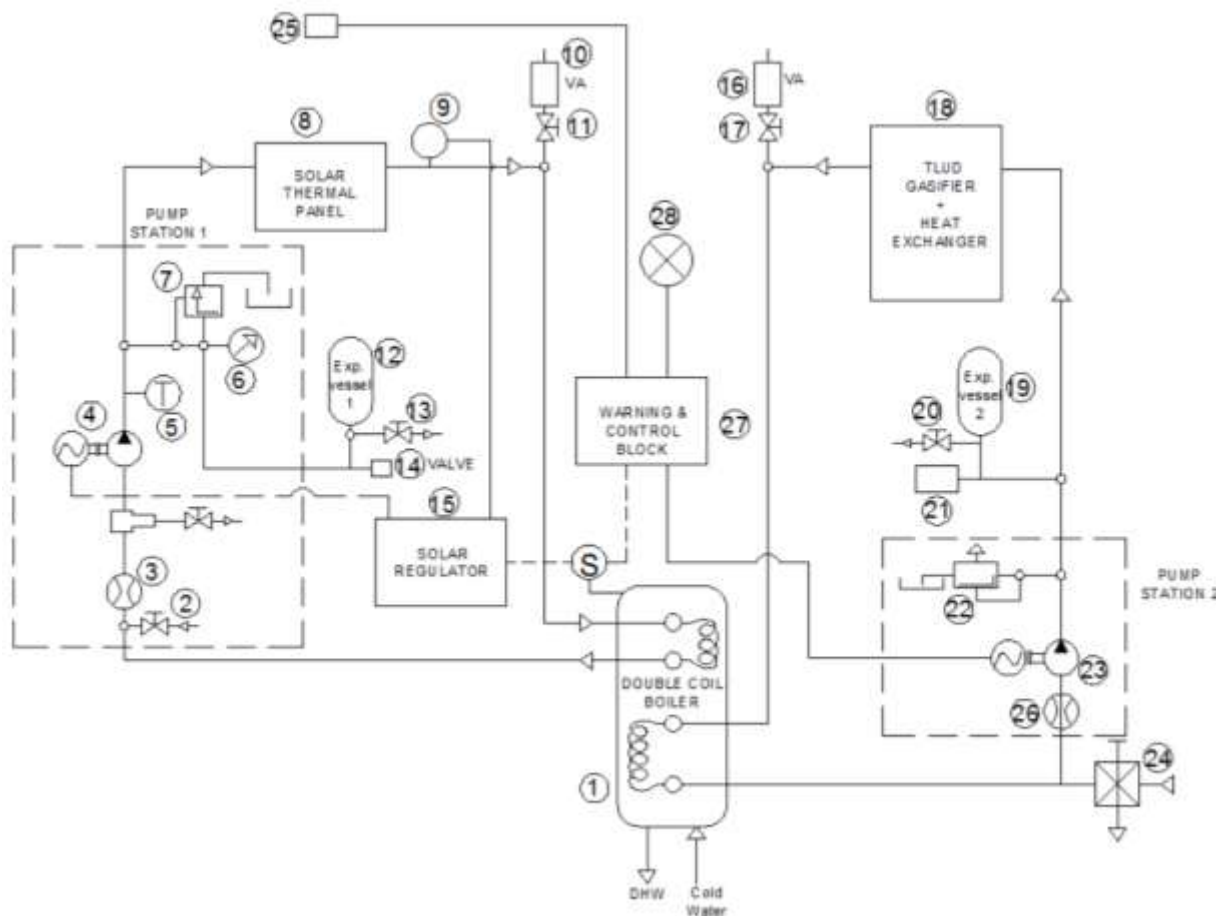 25
10
VA
11
9
8
SOLAR
THERMAL
PANEL
16
VA
17
18
TLUD
GASIFIER
+
HEAT
EXCHANGER
PUMP
STATION 1
7
6
5
4
3
2
28
Exp.
vessel
1
12
13
14
VALVE
WARNING &
CONTROL
BLOCK
27
Exp.
vessel
2
19
20
21
15
SOLAR
REGULATOR
S
22
PUMP
STATION 2
23
26
24
DOUBLE COIL
BOILER
1
DHW
Cold
Water
T